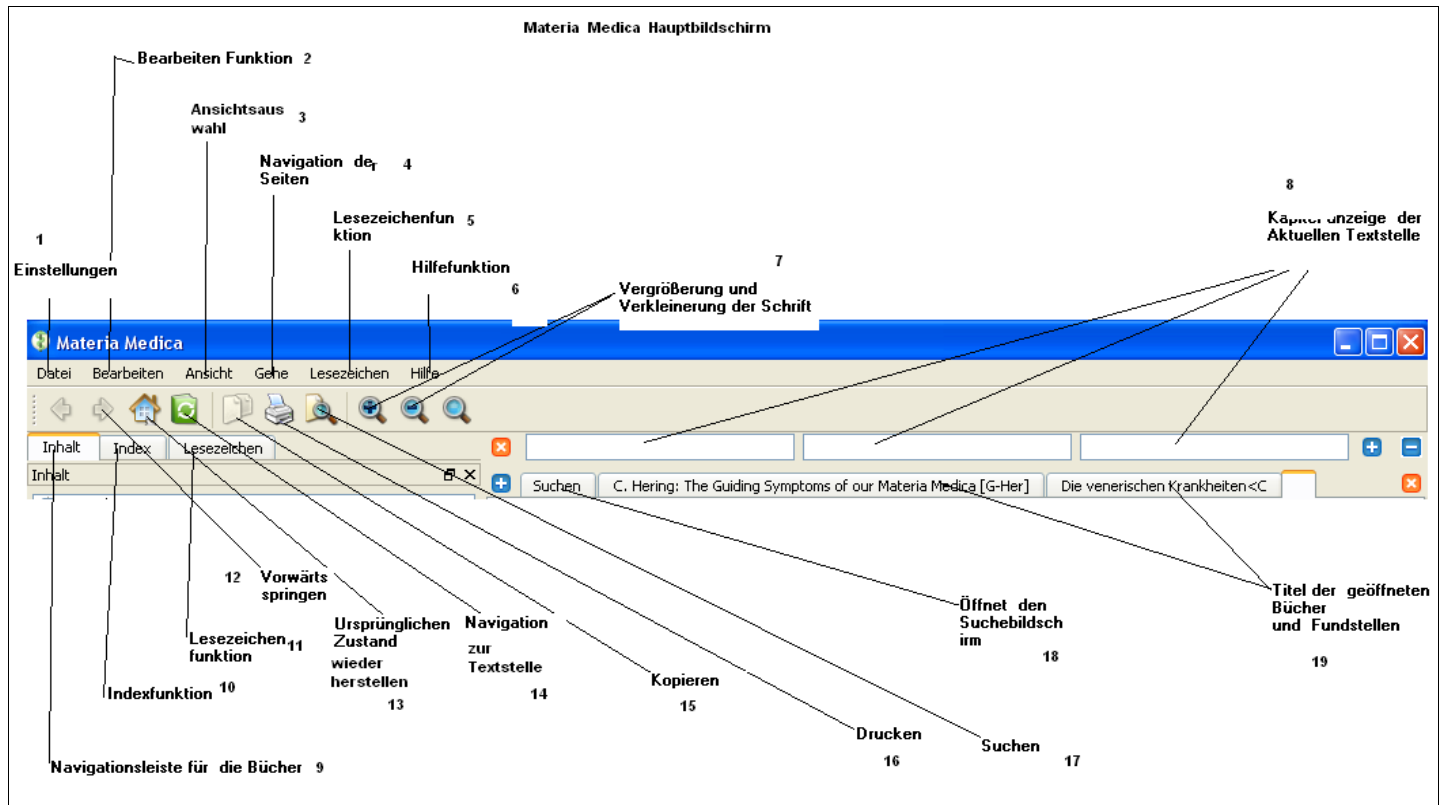 Materia Medica Hauptbildschirm
Bearbeiten Funktion 2
Ansichtsaus
wahl 3
Navigation der 4
Seiten
8
Lesezeichenfun 5
ktion
Kapitelanzeige der
Aktuellen Textstelle
1
Einstellungen
Hilfefunktion
6
7
Vergrößerung und
Verkleinerung der Schrift
Materia Medica
Datei Bearbeiten Ansicht Gehe Lesezeichen Hilfe
Inhalt Index Lesezeichen
Inhalt
Suchen C. Hering: The Guiding Symptoms of our Materia Medica [G-Her] Die venerischen Krankheiten<C
12 Vorwärts
springen
Lesezeichen 11
funktion
Indexfunktion 10
Ursprünglichen
Zustand
wieder
herstellen
13
Navigation
zur
Textstelle
14
Kopieren
15
Drucken
16
Suchen
17
Öffnet den
Suchebildsch
irm
18
Titel der geöffneten
Bücher
und Fundstellen
19
Navigationsleiste für die Bücher 9